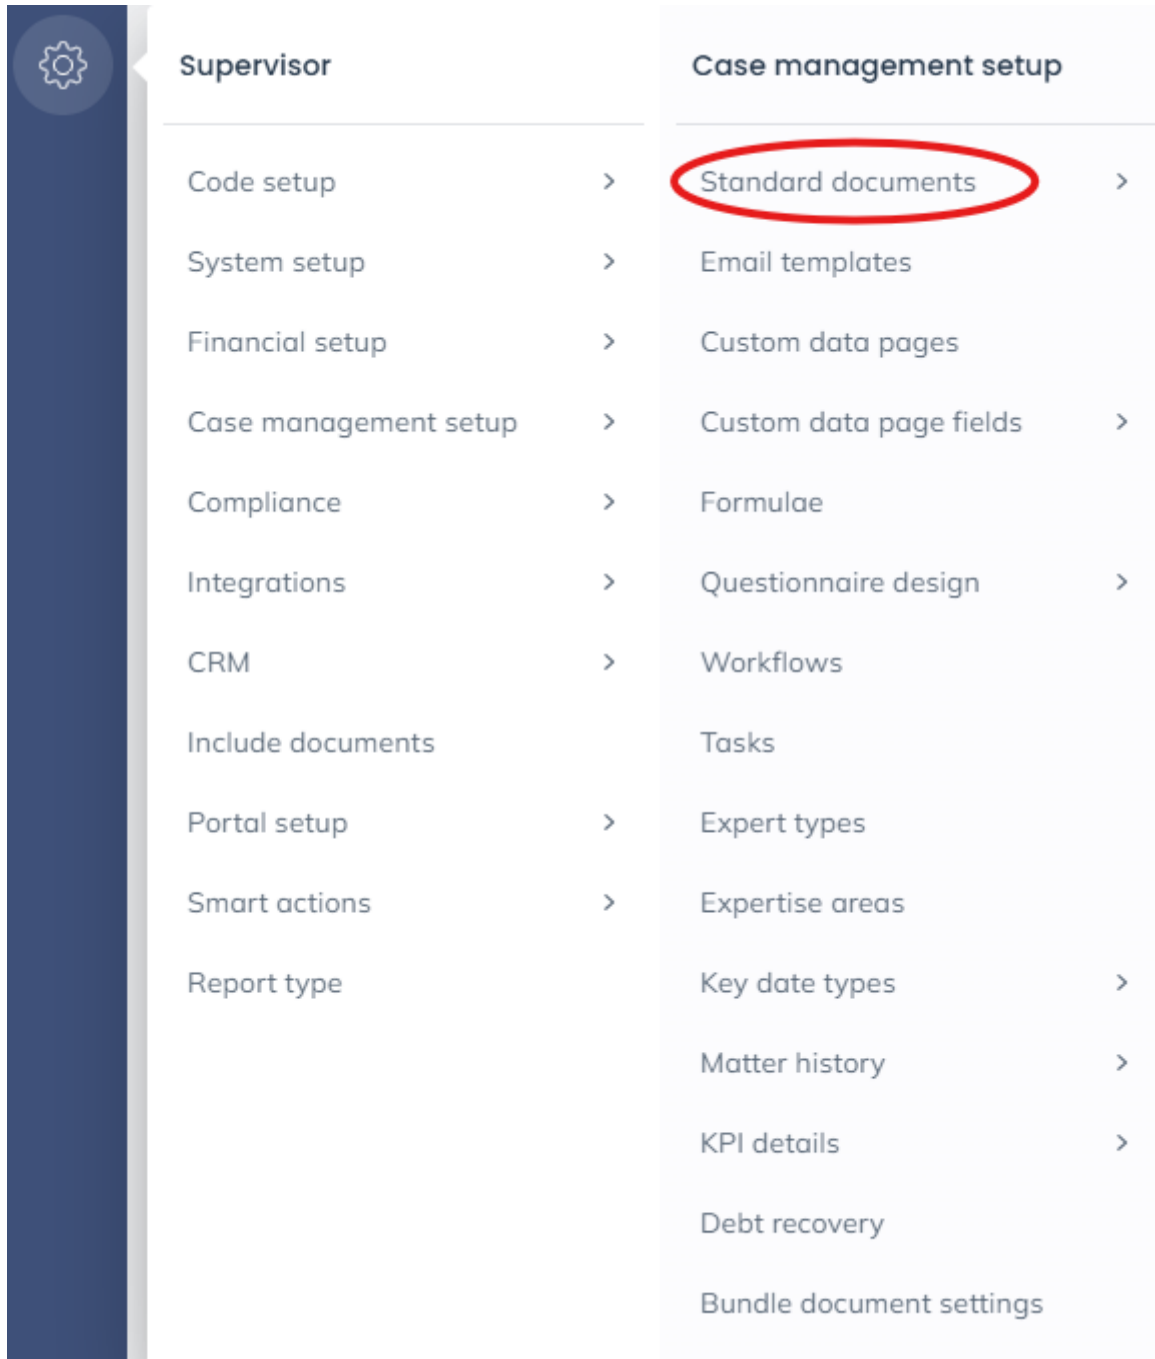 Supervisor
Code setup
System setup
Financial setup
Case management setup
Compliance
Integrations
CRM
Include documents
Portal setup
Smart actions
Report type
Case management setup
Standard documents
Email templates
Custom data pages
Custom data page fields
Formulae
Questionnaire design
Workflows
Tasks
Expert types
Expertise areas
Key date types
Matter history
KPI details
Debt recovery
Bundle document settings